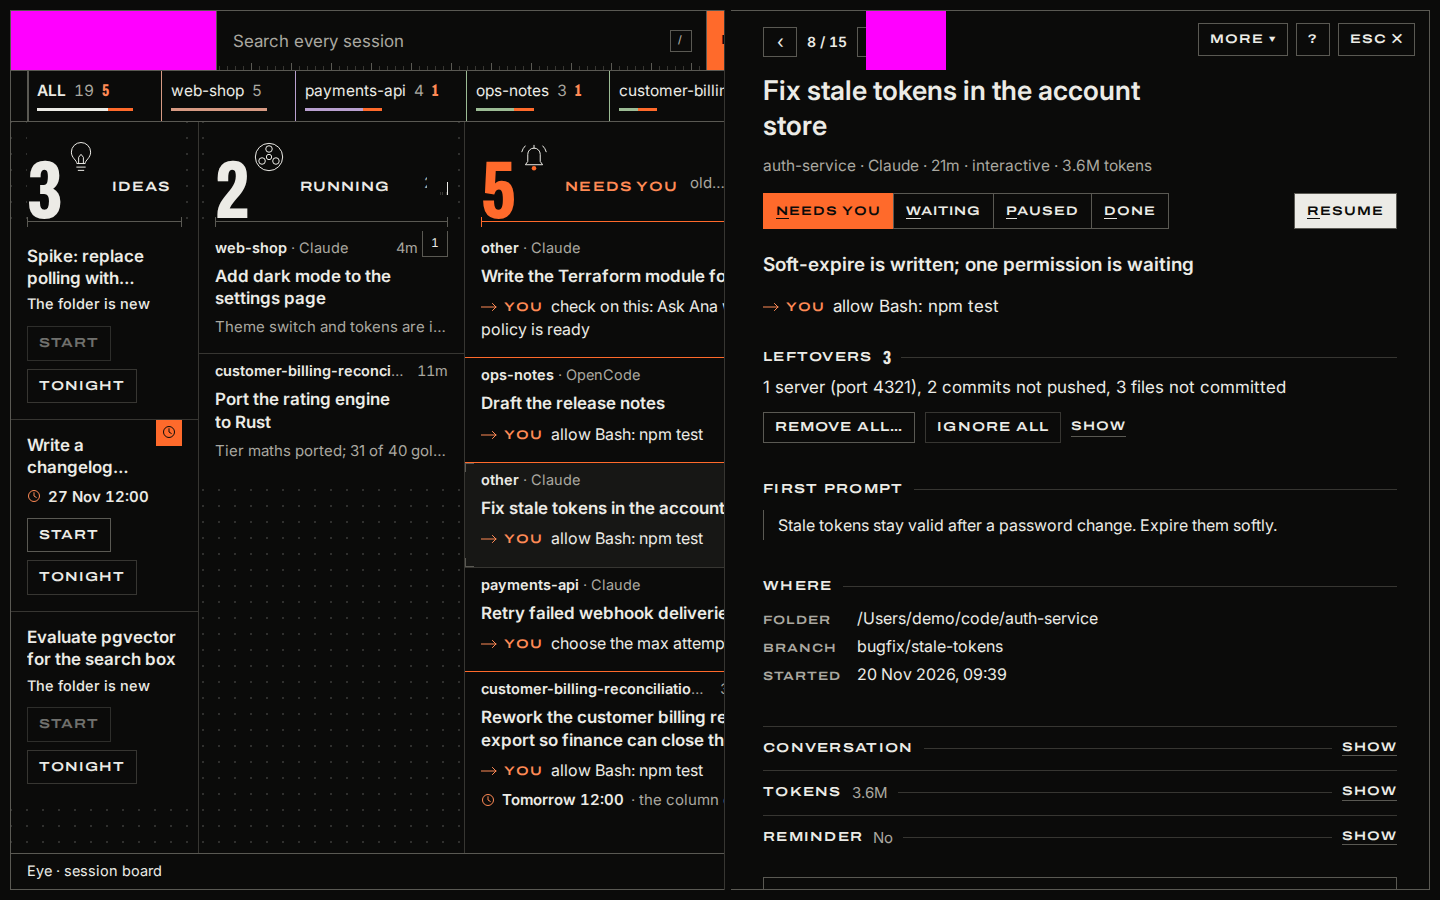 Search every session
/
ALL 19 5
web-shop 5
payments-api 4 1
ops-notes 3 1
3
IDEAS
Spike: replace
polling with...
The folder is new
START
TONIGHT
Write a
changelog...
27 Nov 12:00
START
TONIGHT
Evaluate pgvector
for the search box
The folder is new
START
TONIGHT
2
RUNNING
web-shop · Claude 4m 1
Add dark mode to the
settings page
Theme switch and tokens are i...
customer-billing-reconci... 11m
Port the rating engine
to Rust
Tier maths ported; 31 of 40 gol...
5
NEEDS YOU old...
other · Claude
Write the Terraform module fo
→ YOU check on this: Ask Ana
policy is ready
ops-notes · OpenCode
Draft the release notes
→ YOU allow Bash: npm test
other · Claude
Fix stale tokens in the account
→ YOU allow Bash: npm test
payments-api · Claude
Retry failed webhook deliverie
→ YOU choose the max attemp
customer-billing-reconciliatio...
Rework the customer billing re
export so finance can close th
→ YOU allow Bash: npm test
Tomorrow 12:00 · the column
Eye · session board
‹ 8 / 15
MORE ▾ ? ESC ✕
Fix stale tokens in the account
store
auth-service · Claude · 21m · interactive · 3.6M tokens
NEEDS YOU WAITING PAUSED DONE RESUME
Soft-expire is written; one permission is waiting
→ YOU allow Bash: npm test
LEFTOVERS 3
1 server (port 4321), 2 commits not pushed, 3 files not committed
REMOVE ALL... IGNORE ALL SHOW
FIRST PROMPT
Stale tokens stay valid after a password change. Expire them softly.
WHERE
FOLDER /Users/demo/code/auth-service
BRANCH bugfix/stale-tokens
STARTED 20 Nov 2026, 09:39
CONVERSATION SHOW
TOKENS 3.6M SHOW
REMINDER No SHOW